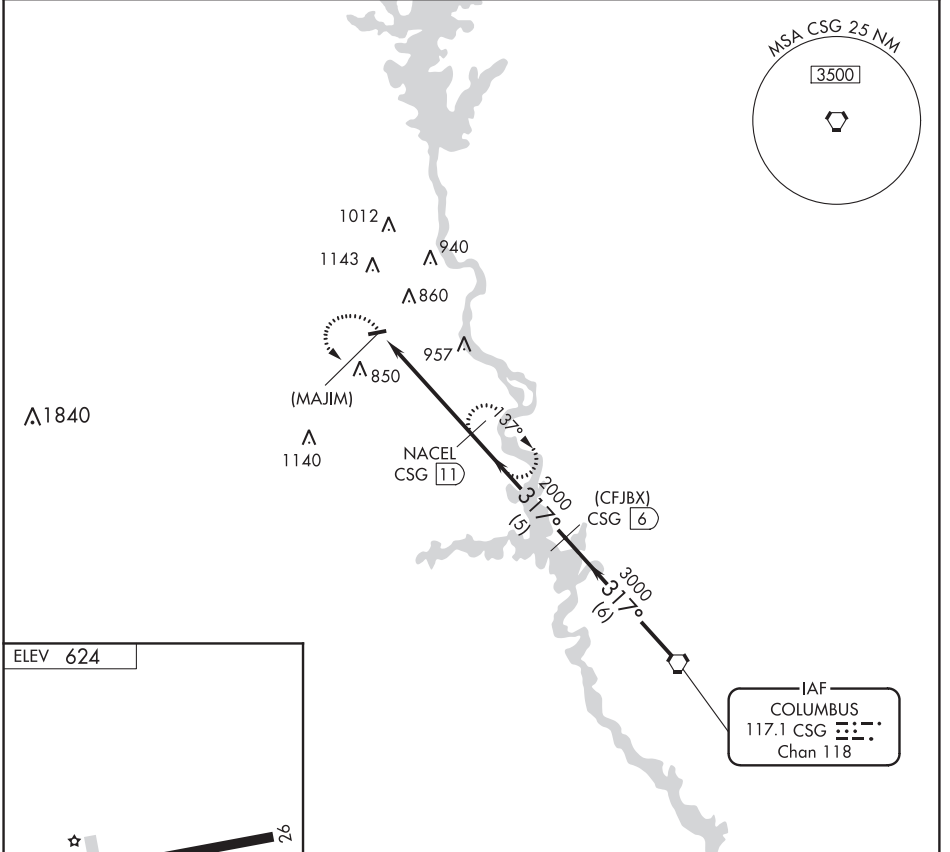 MSA CSG 25 NM
3500
1012
940
1143
860
957
850
(MAJIM)
1840
1140
137°
NACEL
CSG 11
2000
317°
(5)
(CFJBX)
CSG 6
3000
317°
(6)
ELEV 624
IAF
COLUMBUS
117.1 CSG
Chan 118
26